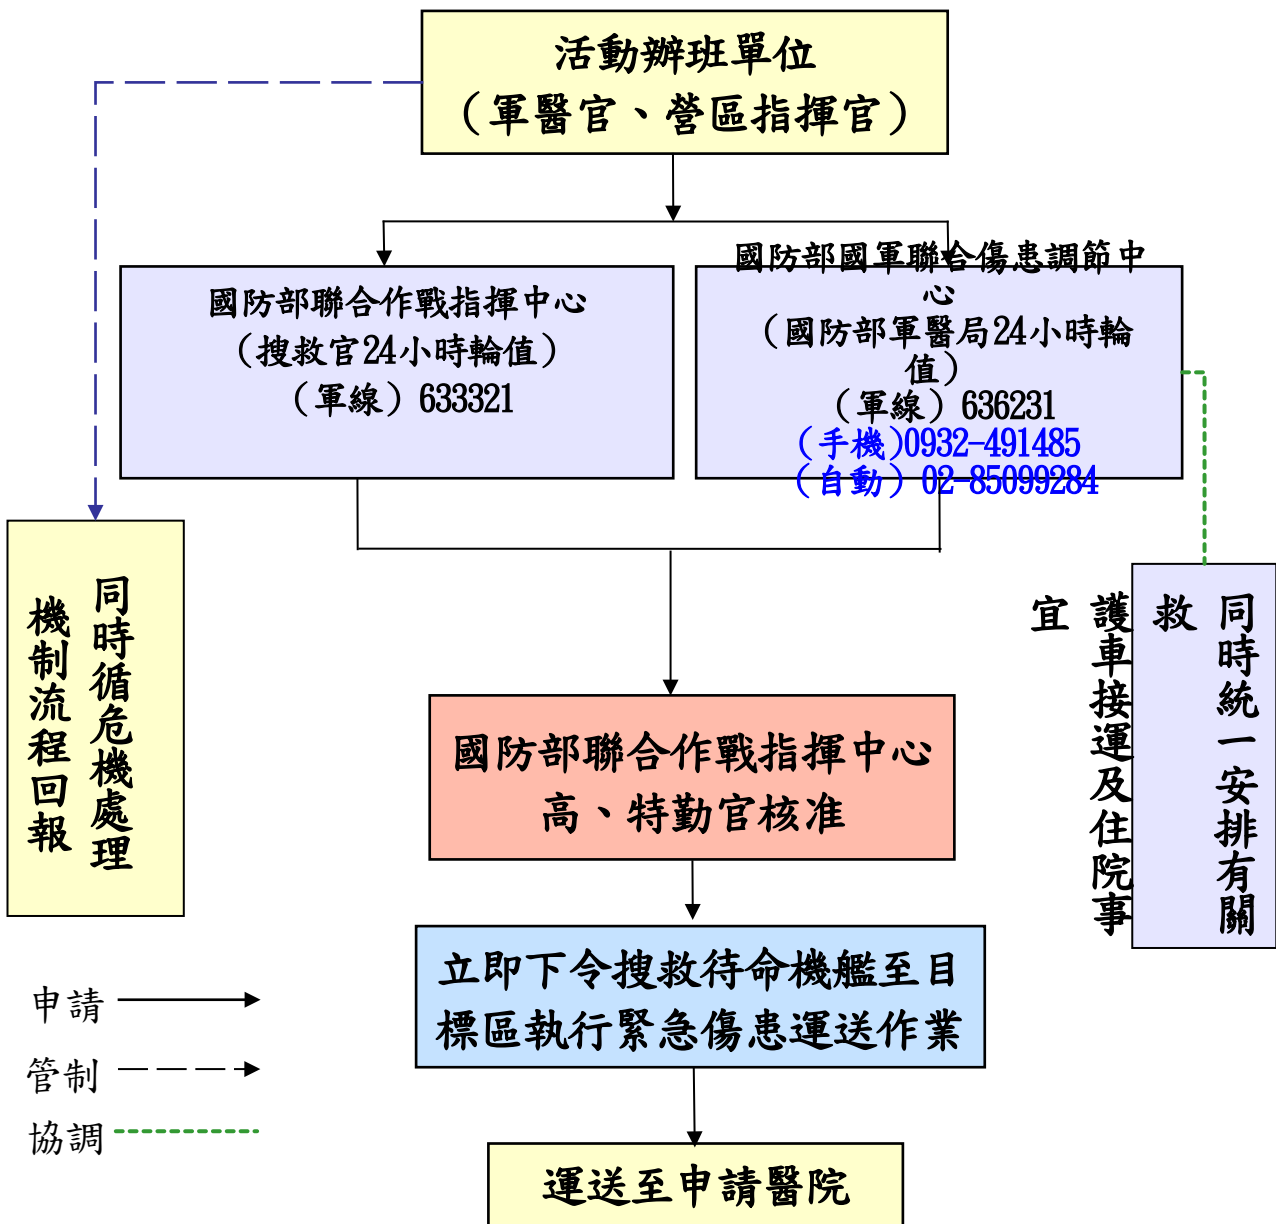 活動辦班單位
（軍醫官、營區指揮官）
國防部聯合作戰指揮中心
（搜救官24小時輪值）
（軍線）633321
國防部國軍聯合傷患調節中
心
（國防部軍醫局24小時輪
值）
（軍線）636231
（手機)0932-491485
（自動）02-85099284
同時循危機處理
機制流程回報
同時統一安排有關
救
護車接運及住院事
宜
國防部聯合作戰指揮中心
高、特勤官核准
立即下令搜救待命機艦至目
標區執行緊急傷患運送作業
運送至申請醫院
申請
管制
協調